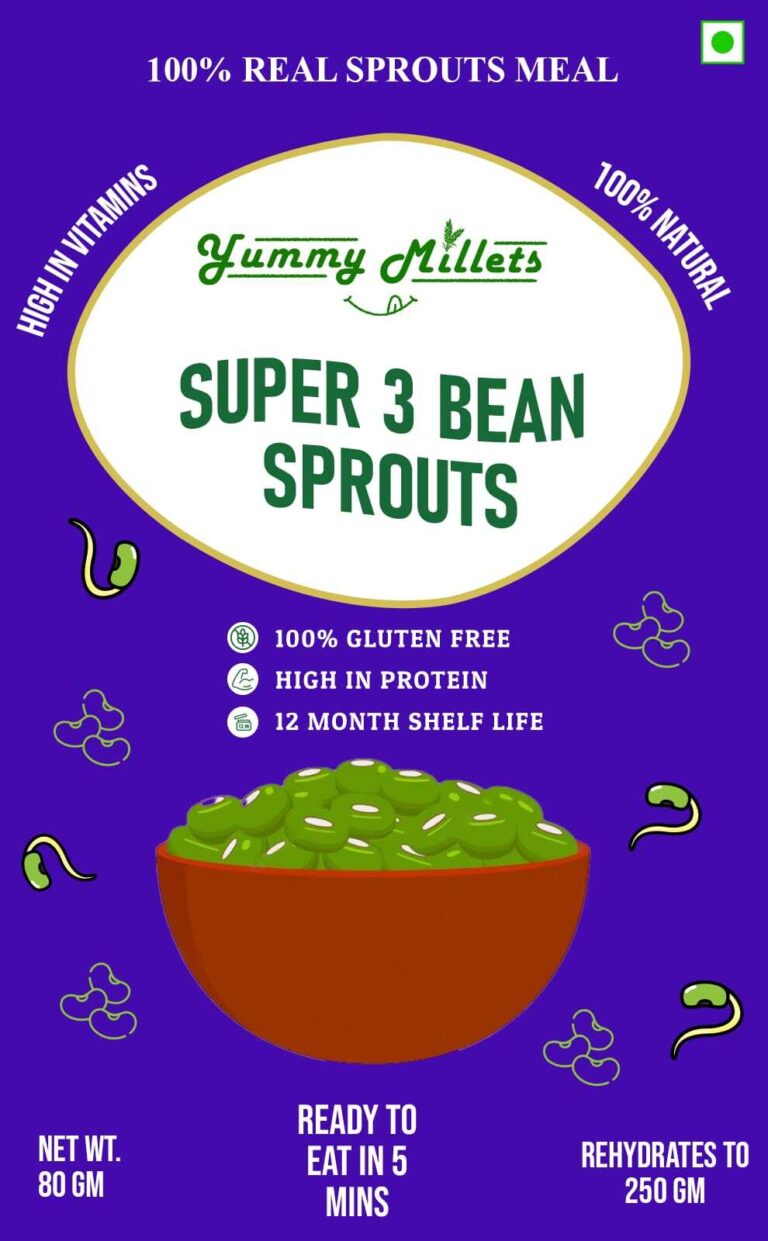 100% REAL SPROUTS MEAL
HIGH IN VITAMINS
100% NATURAL
Yummy Millets
SUPER 3 BEAN
SPROUTS
100% GLUTEN FREE
HIGH IN PROTEIN
12 M
12 MONTH SHELF LIFE
NET WT.
80 GM
READY TO
EAT IN 5
MINS
REHYDRATES TO
250 GM